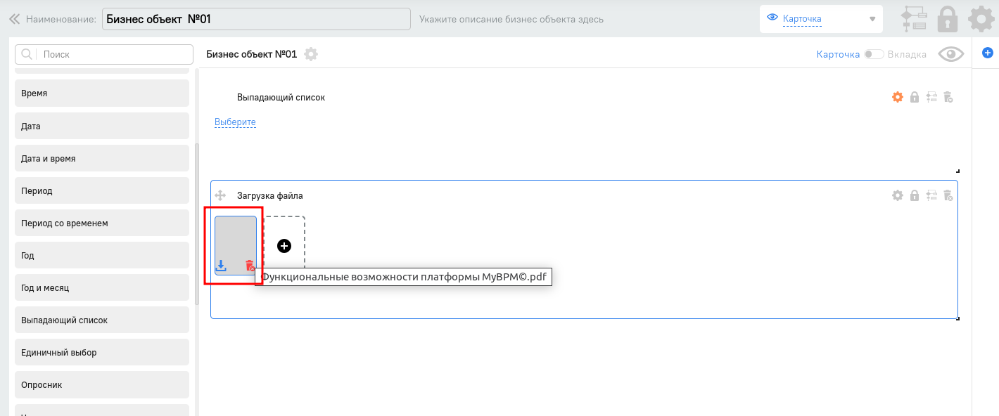 Наименование: Бизнес объект №01 Укажите описание бизнес объекта здесь Карточка
Поиск
Бизнес объект №01 Карточка Вкладка
Время
Дата
Дата и время
Период
Период со временем
Год
Год и месяц
Выпадающий список
Единичный выбор
Опросник
Выпадающий список
Выберите
Загрузка файла
Функциональные возможности платформы MyBPM©.pdf